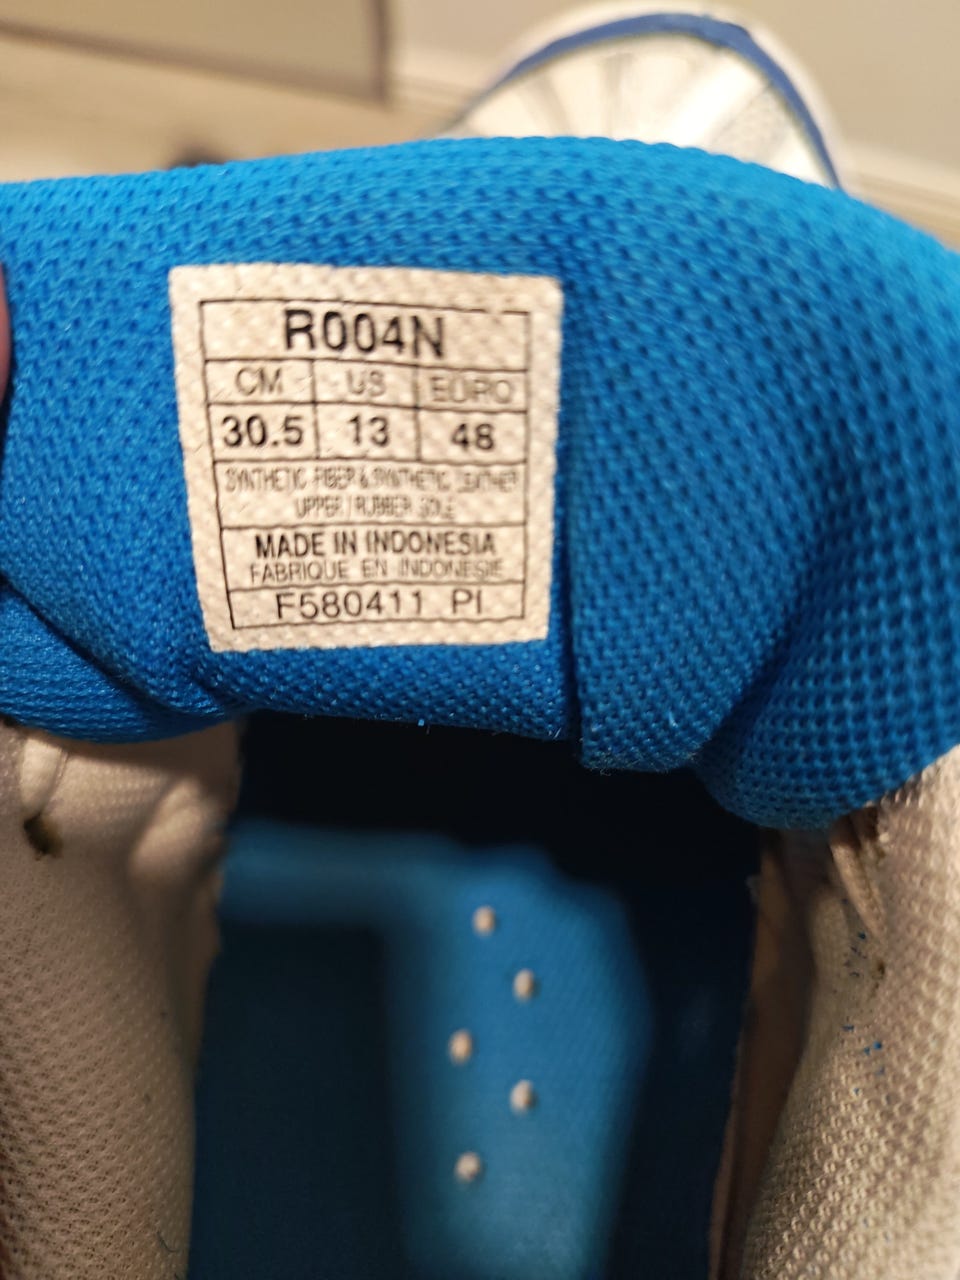 R004N
CM US EURO
30.5 13 48
SYNTHETIC FIBER & SYNTHETIC LEATHER
UPPER / RUBBER SOLE
MADE IN INDONESIA
FABRIQUE EN INDONESIE
F580411 PI